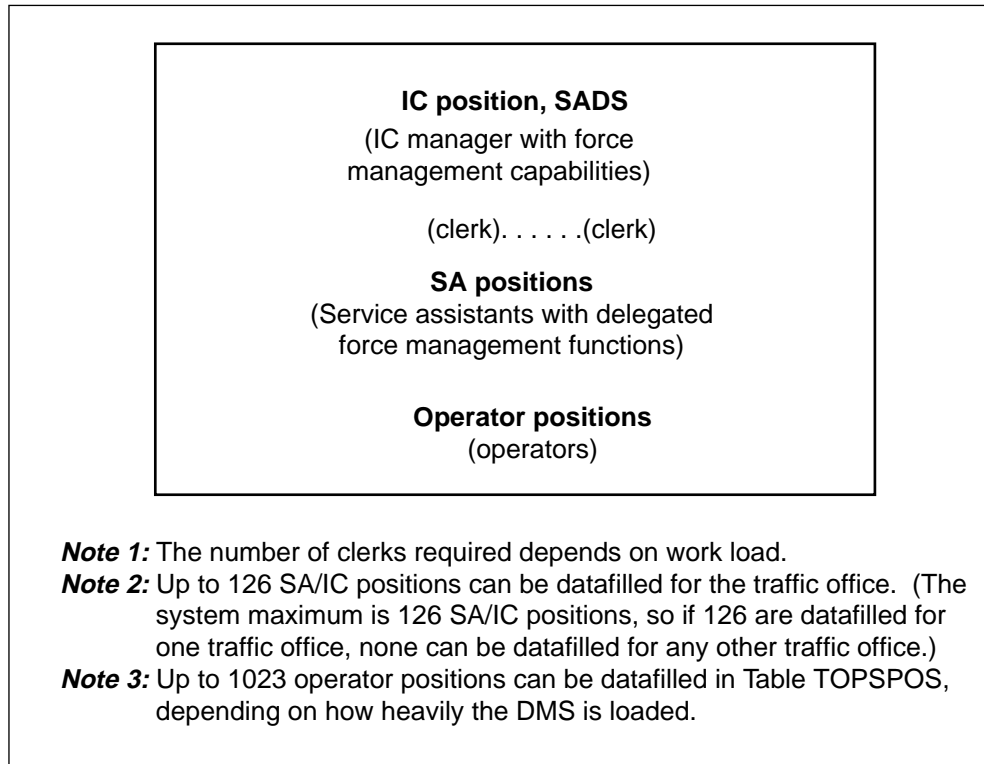 IC position, SADS
(IC manager with force
management capabilities)
(clerk). . . . . .(clerk)
SA positions
(Service assistants with delegated
force management functions)
Operator positions
(operators)
Note 1: The number of clerks required depends on work load.
Note 2: Up to 126 SA/IC positions can be datafilled for the traffic office. (The
system maximum is 126 SA/IC positions, so if 126 are datafilled for
one traffic office, none can be datafilled for any other traffic office.)
Note 3: Up to 1023 operator positions can be datafilled in Table TOPSPOS,
depending on how heavily the DMS is loaded.